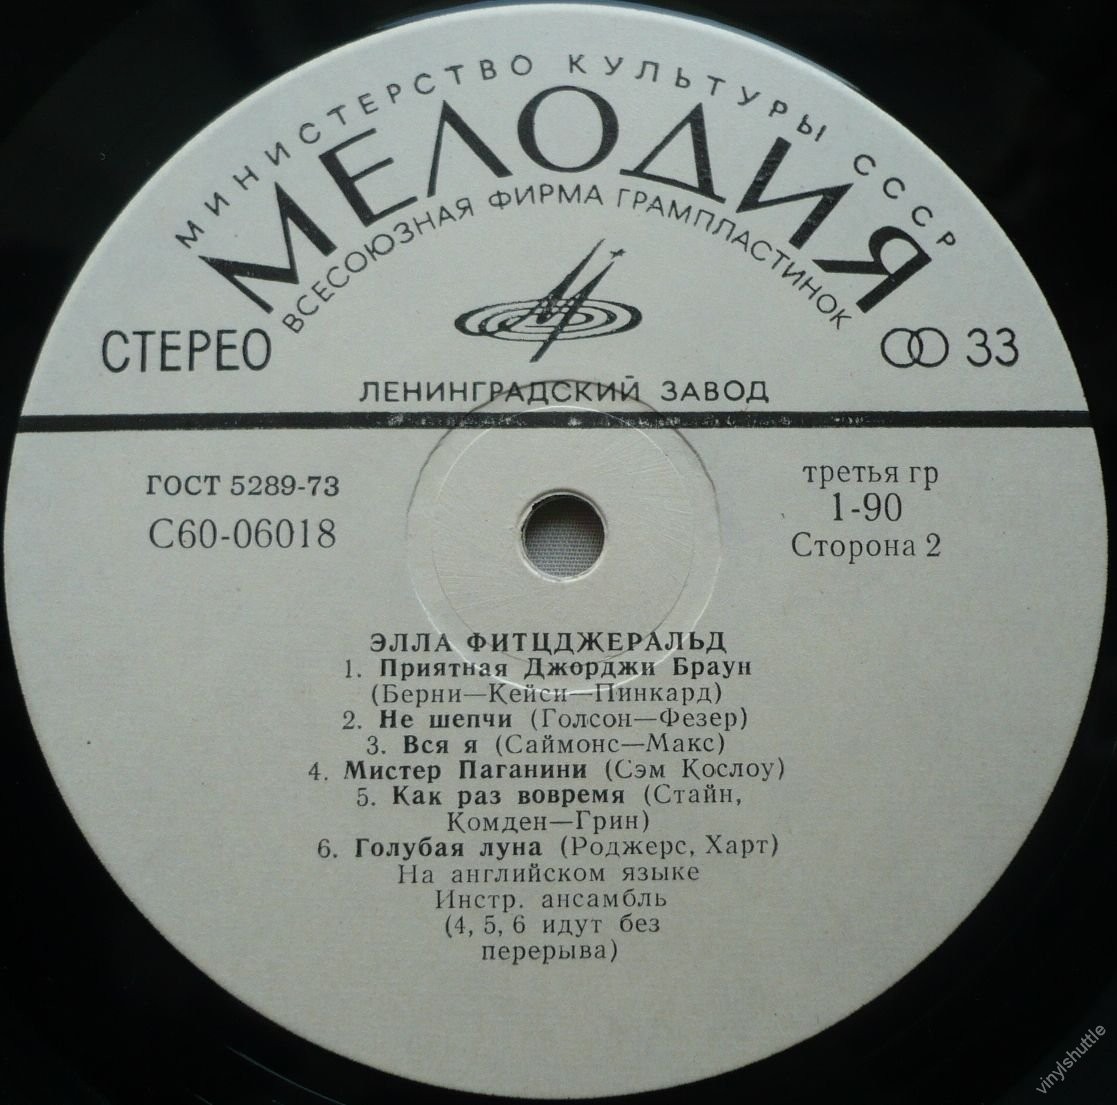 МИНИСТЕРСТВО КУЛЬТУРЫ СССР
МЕЛОДИЯ
ВСЕСОЮЗНАЯ ФИРМА ГРАМПЛАСТИНОК
СТЕРЕО
33
ЛЕНИНГРАДСКИЙ ЗАВОД
ГОСТ 5289-73
С60-06018
третья гр
1-90
Сторона 2
ЭЛЛА ФИТЦДЖЕРАЛЬД
1. Приятная Джорджи Браун
(Берни—Кейси—Пинкард)
2. Не шепчи (Голсон—Фезер)
3. Вся я (Саймонс—Макс)
4. Мистер Паганини (Сэм Кослоу)
5. Как раз вовремя (Стайн,
Комден—Грин)
6. Голубая луна (Роджерс, Харт)
На английском языке
Инстр. ансамбль
(4, 5, 6 идут без
перерыва)
vinylshuttle